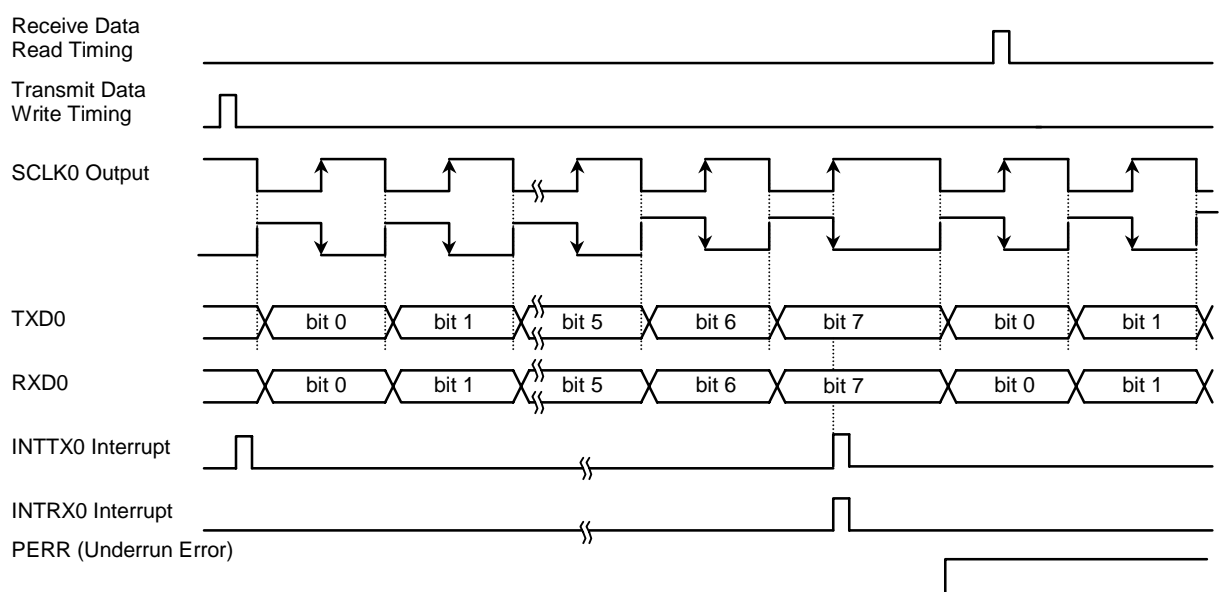 Receive Data
Read Timing
Transmit Data
Write Timing
SCLK0 Output
TXD0
bit 0 bit 1 bit 5 bit 6 bit 7 bit 0 bit 1
RXD0
bit 0 bit 1 bit 5 bit 6 bit 7 bit 0 bit 1
INTTX0 Interrupt
INTRX0 Interrupt
PERR (Underrun Error)